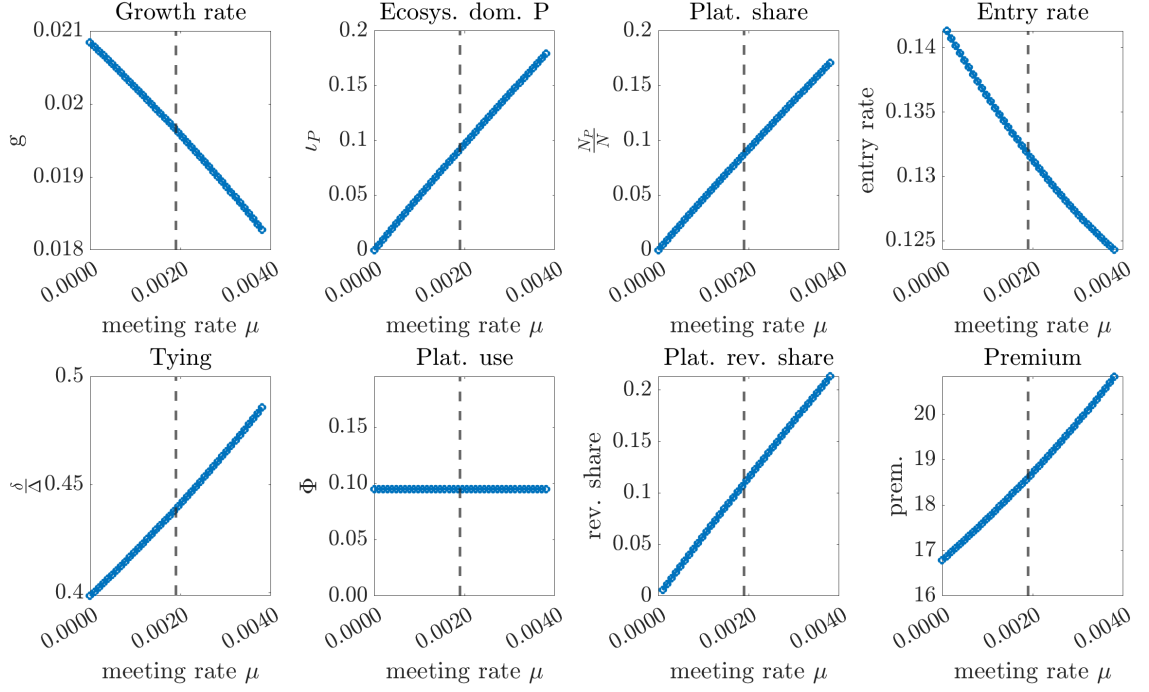 Growth rate
0.021
0.02
0.019
0.018
g
0.0000
0.0020
0.0040
meeting rate μ
Ecosys. dom. P
0.2
0.15
0.1
0.05
0
ι_P
0.0000
0.0020
0.0040
meeting rate μ
Plat. share
0.2
0.15
0.1
0.05
0
N_P/N
0.0000
0.0020
0.0040
meeting rate μ
Entry rate
0.14
0.135
0.13
0.125
entry rate
0.0000
0.0020
0.0040
meeting rate μ
Tying
0.5
0.45
0.4
δ/Δ
0.0000
0.0020
0.0040
meeting rate μ
Plat. use
0.15
0.10
0.05
0.00
Φ
0.0000
0.0020
0.0040
meeting rate μ
Plat. rev. share
0.2
0.15
0.1
0.05
0
rev. share
0.0000
0.0020
0.0040
meeting rate μ
Premium
20
19
18
17
16
prem.
0.0000
0.0020
0.0040
meeting rate μ